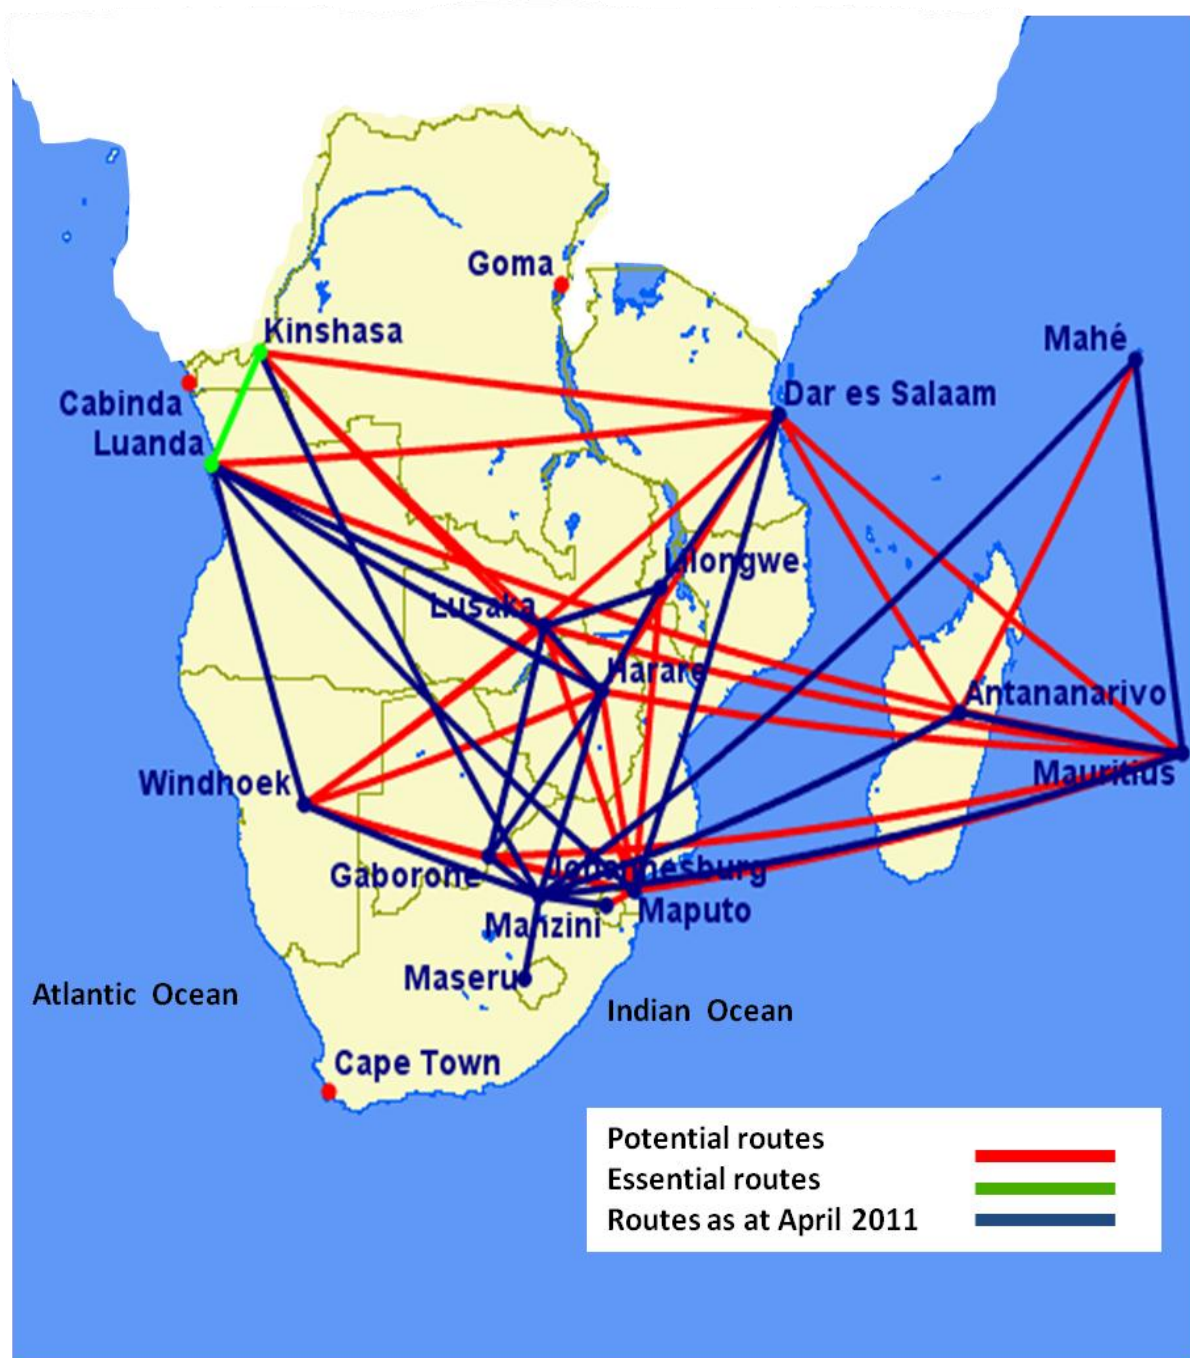 Goma
Kinshasa
Mahé
Dar es Salaam
Cabinda
Luanda
Lilongwe
Lusaka
Harare
Antananarivo
Mauritius
Windhoek
Gaborone
Johannesburg
Maputo
Manzini
Maseru
Atlantic Ocean
Indian Ocean
Cape Town
Potential routes
Essential routes
Routes as at April 2011